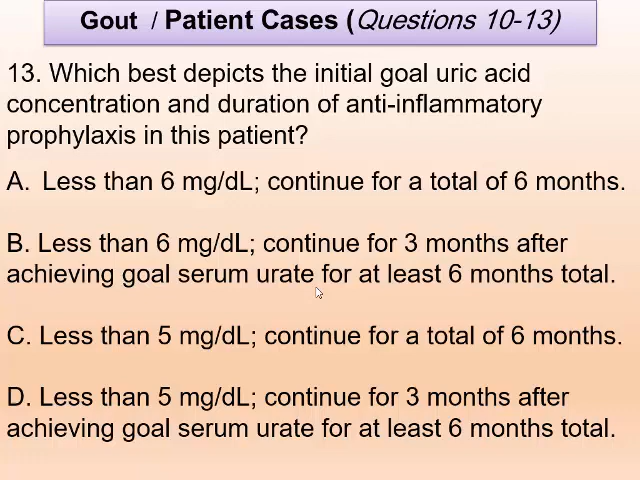 Gout / Patient Cases (Questions 10-13)
13. Which best depicts the initial goal uric acid
concentration and duration of anti-inflammatory
prophylaxis in this patient?
A. Less than 6 mg/dL; continue for a total of 6 months.
B. Less than 6 mg/dL; continue for 3 months after
achieving goal serum urate for at least 6 months total.
C. Less than 5 mg/dL; continue for a total of 6 months.
D. Less than 5 mg/dL; continue for 3 months after
achieving goal serum urate for at least 6 months total.